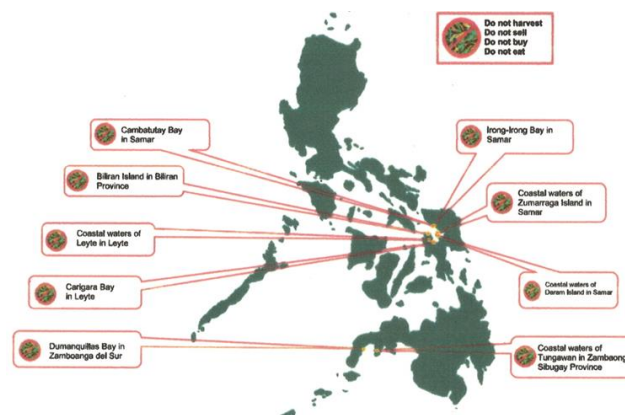 Do not harvest
Do not sell
Do not buy
Do not eat
Cambatutay Bay
in Samar
Irong-Irong Bay in
Samar
Biliran Island in Biliran
Province
Coastal waters of
Zumarraga Island in
Samar
Coastal waters of
Leyte in Leyte
Carigara Bay
in Leyte
Coastal waters of
Daram Island in Samar
Dumanquillas Bay in
Zamboanga del Sur
Coastal waters of
Tungawan in Zamboang
Sibugay Province